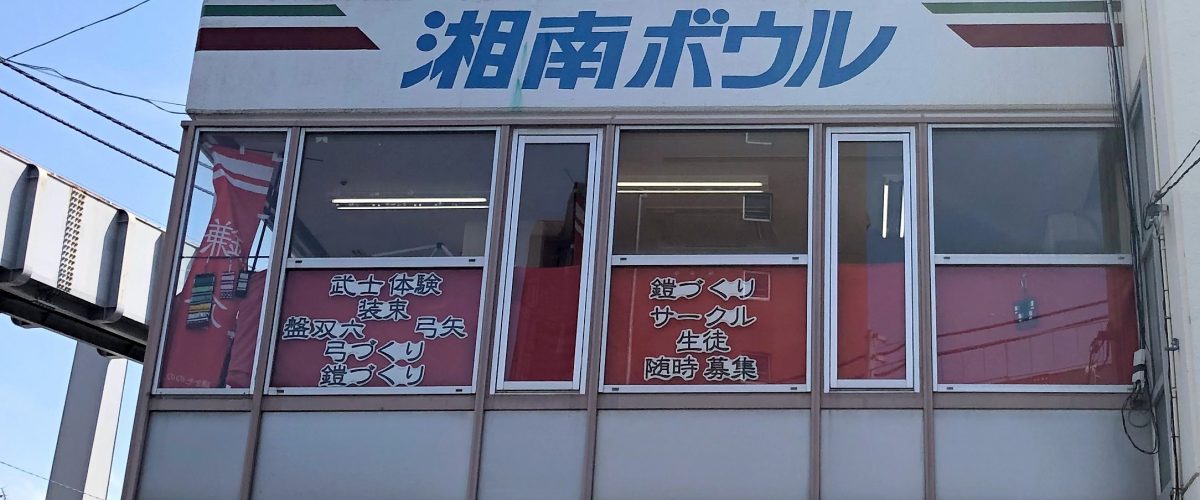 湘南ボウル
武士体験
装束
盤双六 弓矢
弓づくり
鎧づくり
鎧づくり
サークル
生徒
随時募集